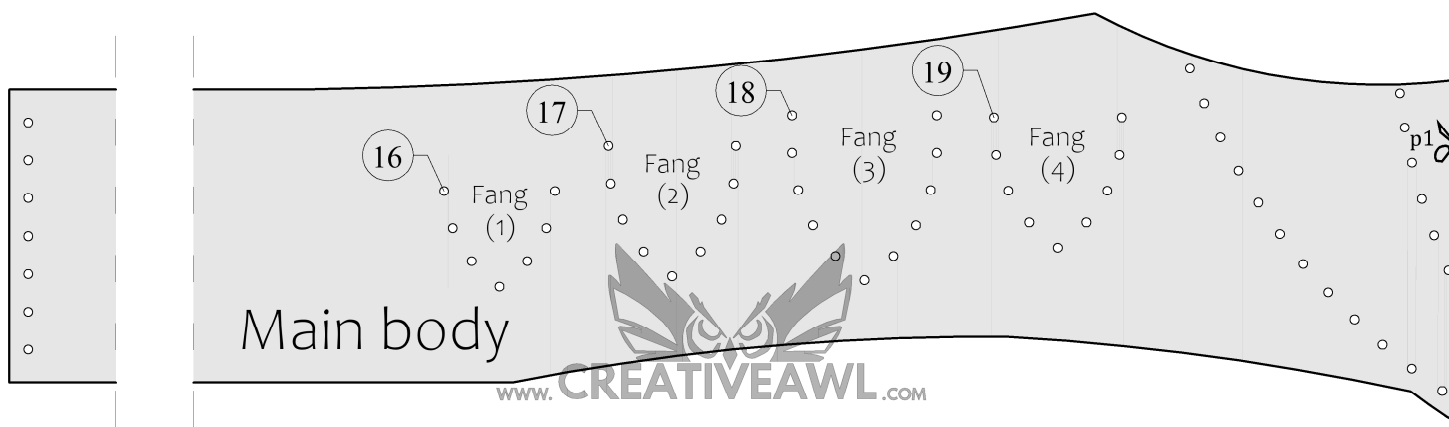 19
18
17
16
Fang
(1)
Fang
(2)
Fang
(3)
Fang
(4)
p1
Main body
www.CREATIVEAWL.COM